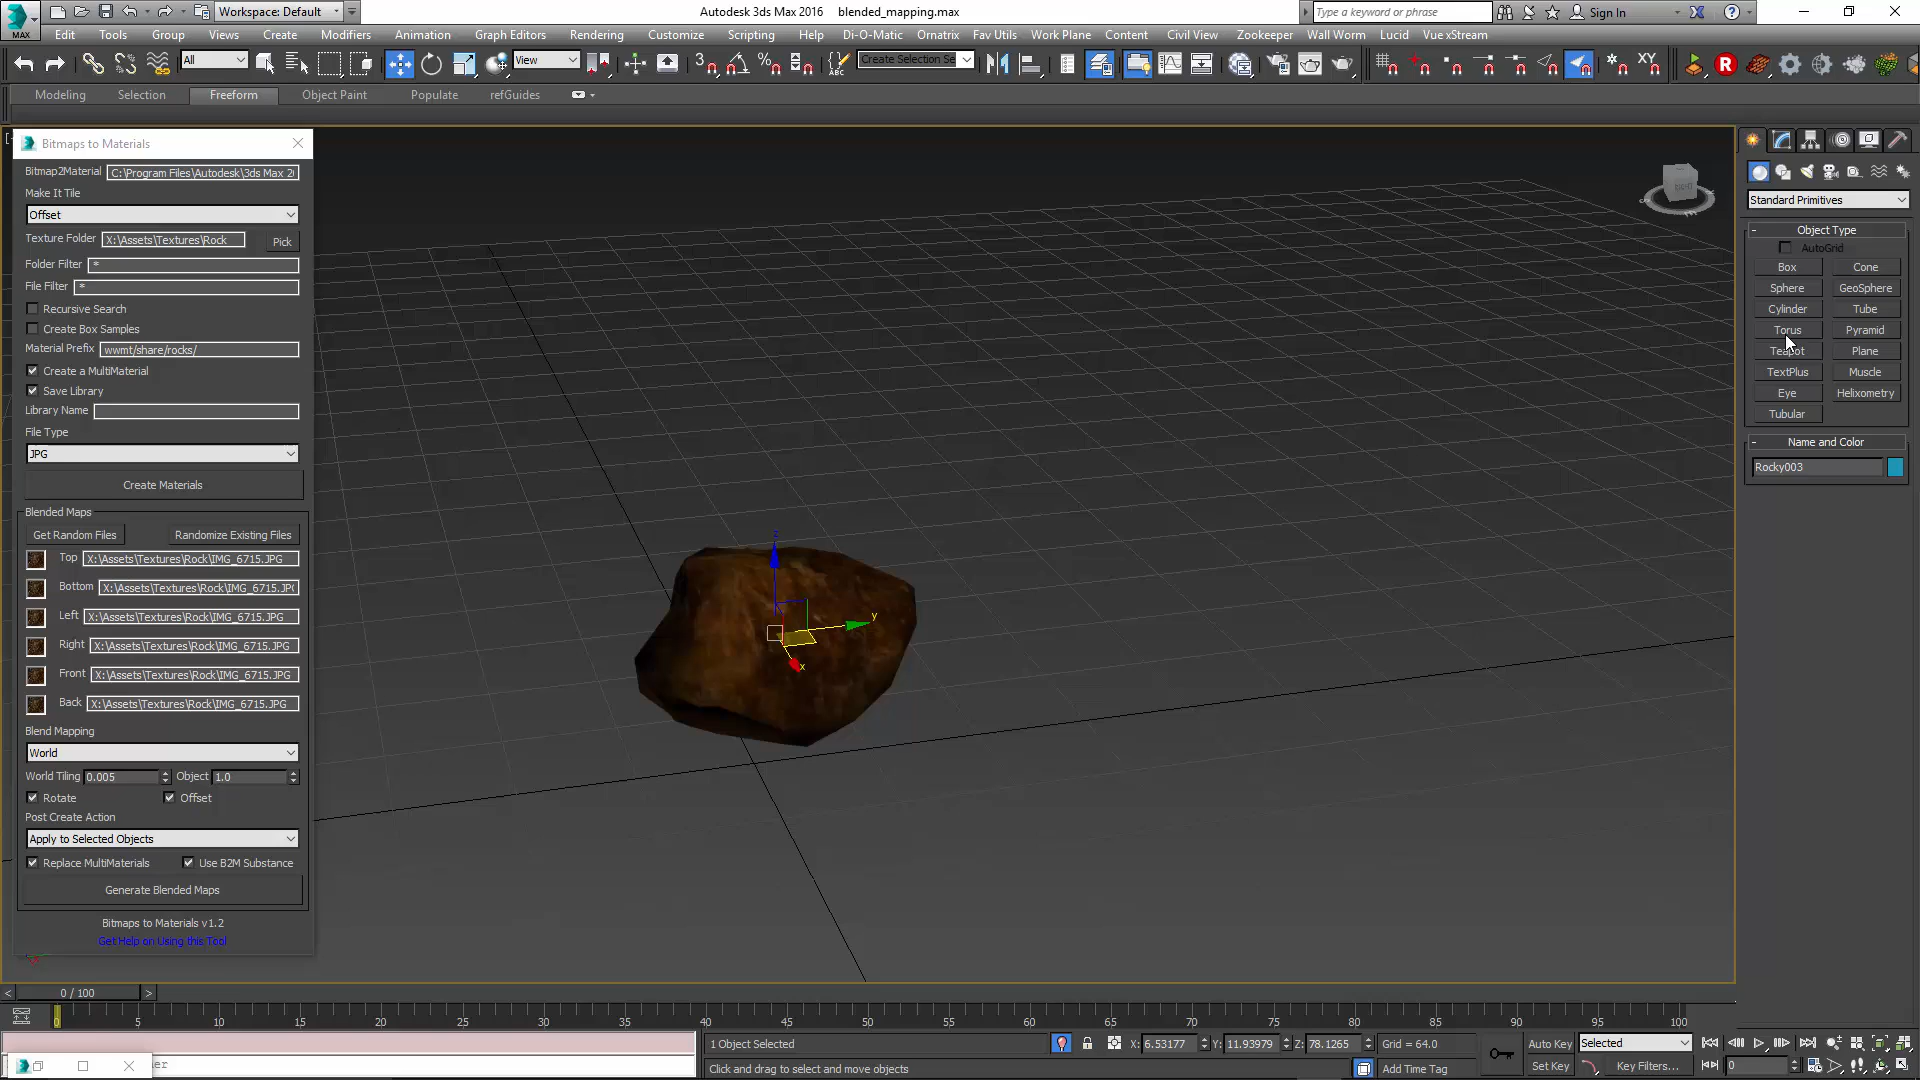 Workspace: Default
Autodesk 3ds Max 2016 blended_mapping.max
Type a keyword or phrase
Sign In
MAX
Edit Tools Group Views Create Modifiers Animation Graph Editors Rendering Customize Scripting Help Di-O-Matic Ornatrix Fav Utils Work Plane Content Civil View Zookeeper Wall Worm Lucid Vue xStream
All
View
3
ABC
Create Selection Se
XY
R
Modeling Selection Freeform Object Paint Populate refGuides
Bitmaps to Materials
Bitmap2Material C:\Program Files\Autodesk\3ds Max 2
Make It Tile
Offset
Texture Folder X:\Assets\Textures\Rock Pick
Folder Filter *
File Filter *
Recursive Search
Create Box Samples
Material Prefix wwmt/share/rocks/
Create a MultiMaterial
Save Library
Library Name
File Type
JPG
Create Materials
Blended Maps
Get Random Files Randomize Existing Files
Top X:\Assets\Textures\Rock\IMG_6715.JPG
Bottom X:\Assets\Textures\Rock\IMG_6715.JP
Left X:\Assets\Textures\Rock\IMG_6715.JPG
Right X:\Assets\Textures\Rock\IMG_6715.JPG
Front X:\Assets\Textures\Rock\IMG_6715.JPG
Back X:\Assets\Textures\Rock\IMG_6715.JPG
Blend Mapping
World
World Tiling 0.005 Object 1.0
Rotate Offset
Post Create Action
Apply to Selected Objects
Replace MultiMaterials Use B2M Substance
Generate Blended Maps
Bitmaps to Materials v1.2
Get Help on Using this Tool
z
y
x
Standard Primitives
Object Type
AutoGrid
Box Cone
Sphere GeoSphere
Cylinder Tube
Torus Pyramid
Teapot Plane
TextPlus Muscle
Eye Helixometry
Tubular
Name and Color
Rocky003
< 0 / 100 >
0 5 10 15 20 25 30 35 40 45 50 55 60 65 70 75 80 85 90 95 100
1 Object Selected
X: 6.53177 Y: 11.93979 Z: 78.1265 Grid = 64.0
Auto Key Selected
Click and drag to select and move objects
Add Time Tag
Set Key Key Filters... 0